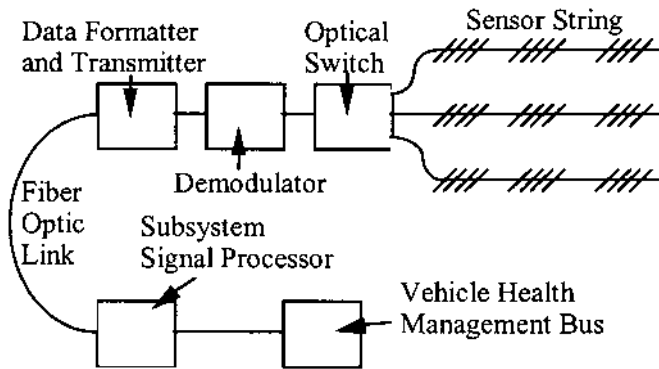 Data Formatter
and Transmitter
Optical
Switch
Sensor String
Demodulator
Fiber
Optic
Link
Subsystem
Signal Processor
Vehicle Health
Management Bus